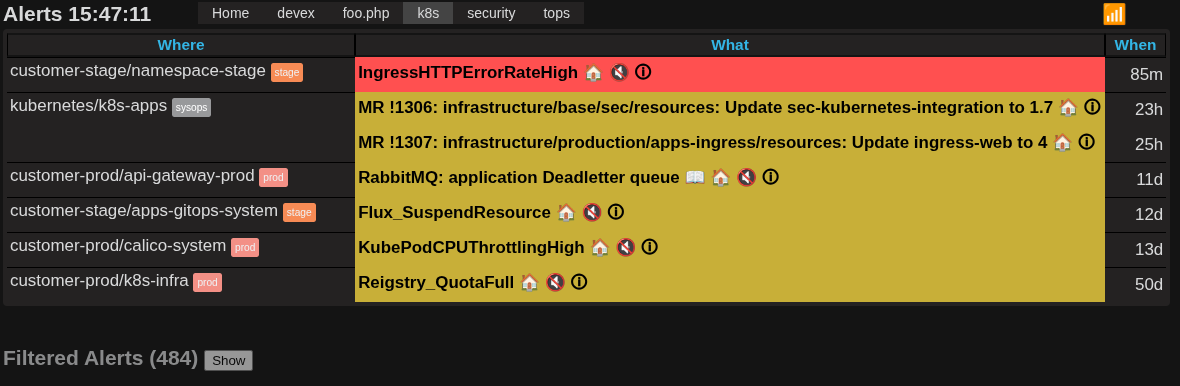 Alerts 15:47:11 Home devex foo.php k8s security tops
Where What When
customer-stage/namespace-stage stage IngressHTTPErrorRateHigh 85m
kubernetes/k8s-apps sysops MR !1306: infrastructure/base/sec/resources: Update sec-kubernetes-integration to 1.7 23h
MR !1307: infrastructure/production/apps-ingress/resources: Update ingress-web to 4 25h
customer-prod/api-gateway-prod prod RabbitMQ: application Deadletter queue 11d
customer-stage/apps-gitops-system stage Flux_SuspendResource 12d
customer-prod/calico-system prod KubePodCPUThrottlingHigh 13d
customer-prod/k8s-infra prod Reigstry_QuotaFull 50d
Filtered Alerts (484) Show